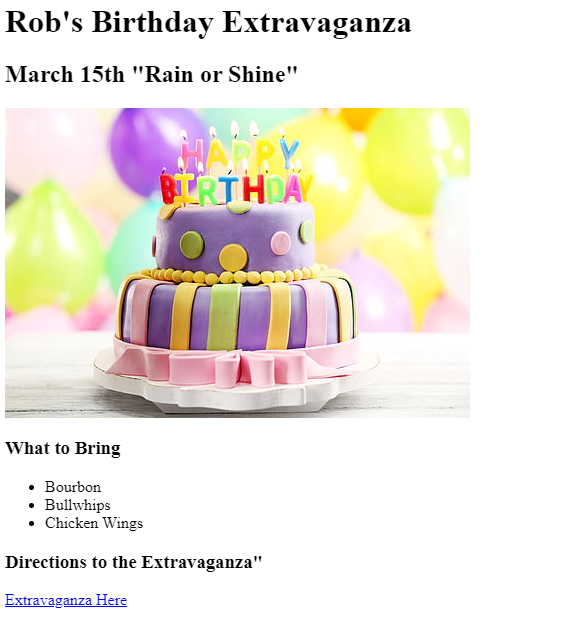 Rob's Birthday Extravaganza
March 15th "Rain or Shine"
HAPPY
BIRTHDAY
What to Bring
Bourbon
Bullwhips
Chicken Wings
Directions to the Extravaganza"
Extravaganza Here